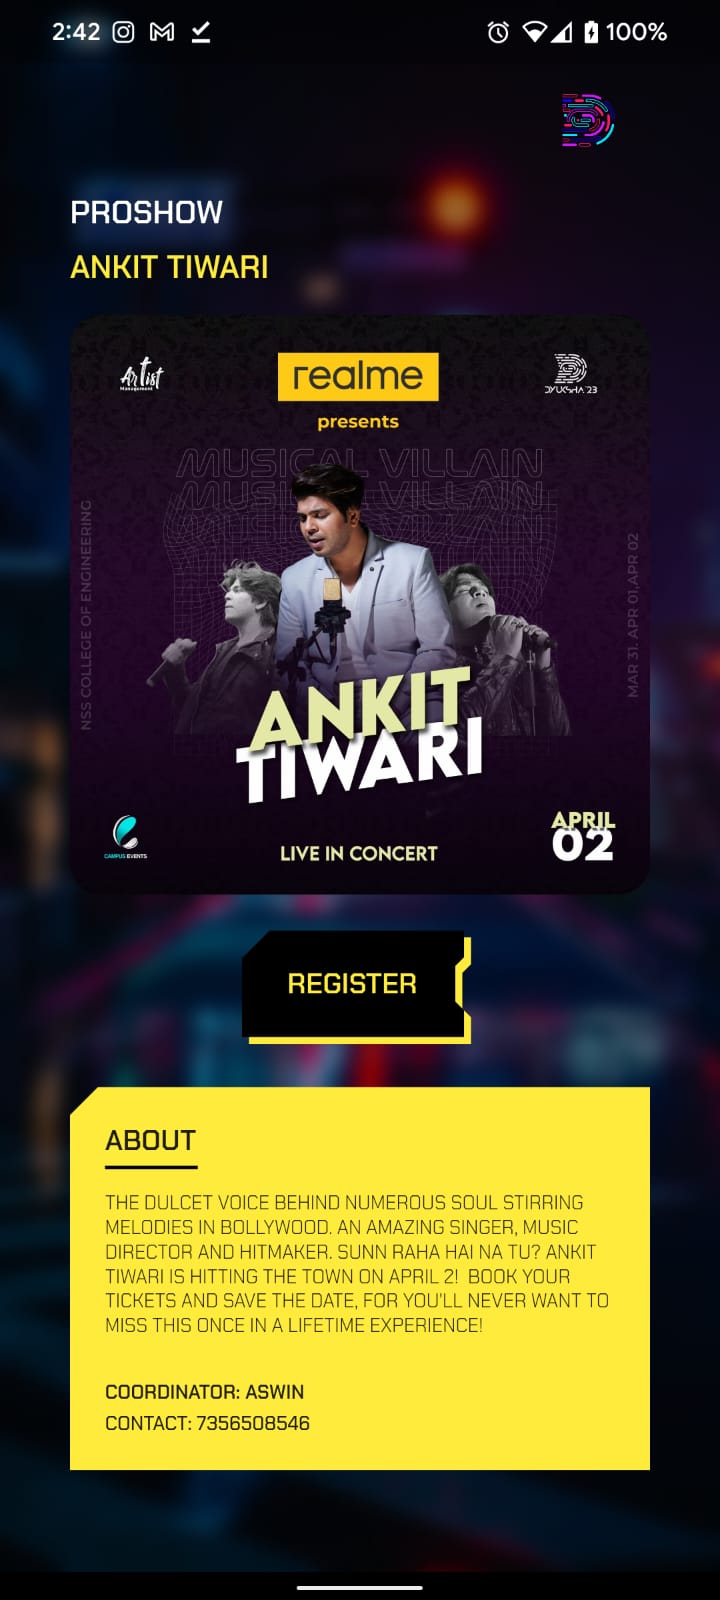 2:42
100%
PROSHOW
ANKIT TIWARI
Artist
Management
realme
DYUKSHA'23
presents
MUSICAL VILLAIN
MUSICAL VILLAIN
NSS COLLEGE OF ENGINEERING
MAR 31. APR 01,APR 02
ANKIT
TIWARI
CAMPUS EVENTS
LIVE IN CONCERT
APRIL
02
REGISTER
ABOUT
THE DULCET VOICE BEHIND NUMEROUS SOUL STIRRING
MELODIES IN BOLLYWOOD. AN AMAZING SINGER, MUSIC
DIRECTOR AND HITMAKER. SUNN RAHA HAI NA TU? ANKIT
TIWARI IS HITTING THE TOWN ON APRIL 2! BOOK YOUR
TICKETS AND SAVE THE DATE, FOR YOU'LL NEVER WANT TO
MISS THIS ONCE IN A LIFETIME EXPERIENCE!
COORDINATOR: ASWIN
CONTACT: 7356508546